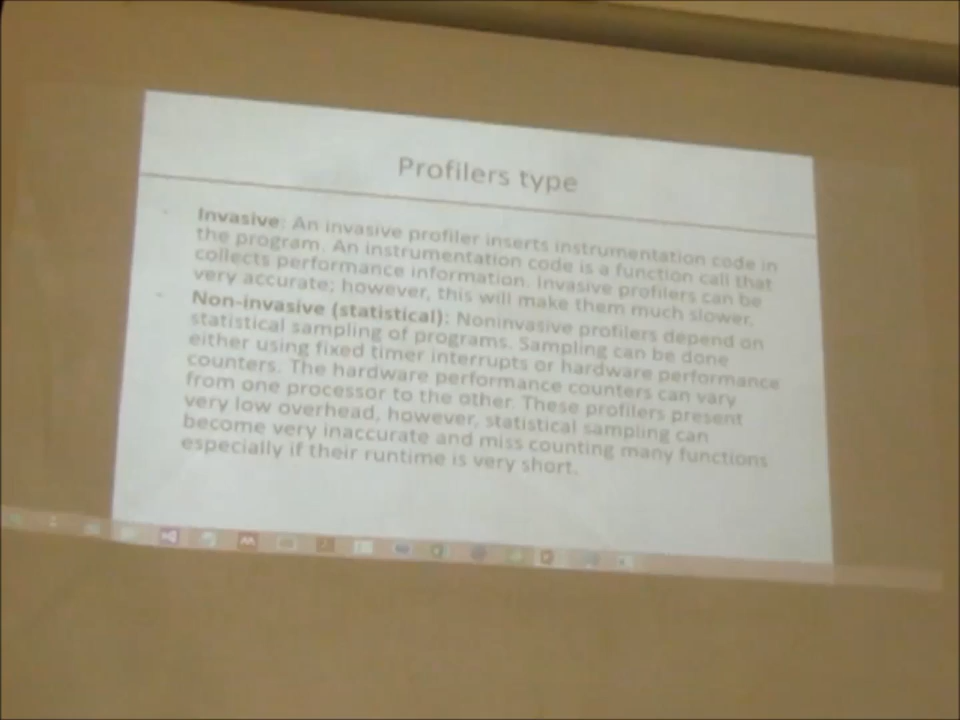 Profilers type
Invasive: An invasive profiler inserts instrumentation code in
the program. An instrumentation code is a function call that
collects performance information. Invasive profilers can be
very accurate; however, this will make them much slower.
Non-invasive (statistical): Noninvasive profilers depend on
statistical sampling of programs. Sampling can be done
either using fixed timer interrupts or hardware performance
counters. The hardware performance counters can vary
from one processor to the other. These profilers present
very low overhead, however, statistical sampling can
become very inaccurate and miss counting many functions
especially if their runtime is very short.